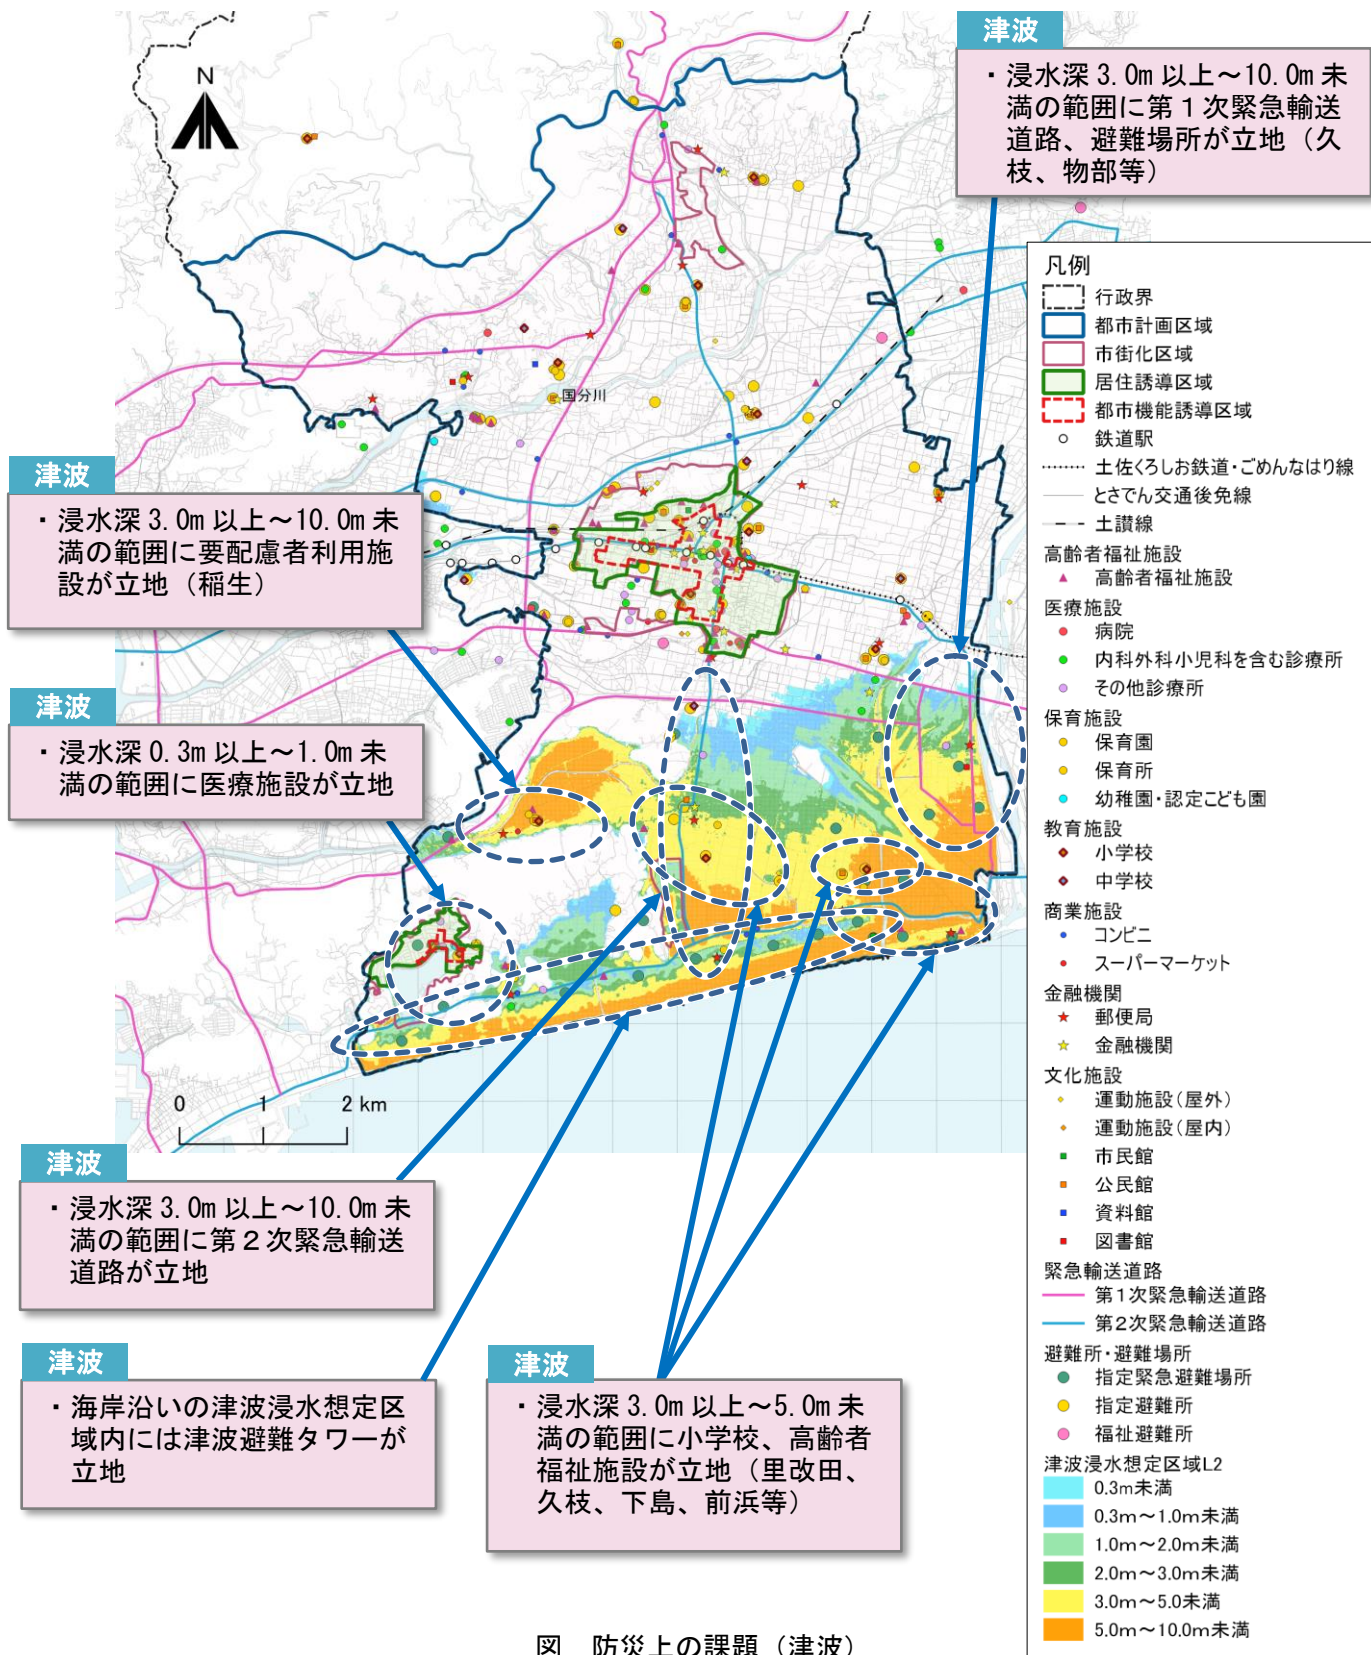 津波
・浸水深 3.0m 以上～10.0m 未
満の範囲に第１次緊急輸送
道路、避難場所が立地（久
枝、物部等）
N
国分川
津波
・浸水深 3.0m 以上～10.0m 未
満の範囲に要配慮者利用施
設が立地（稲生）
津波
・浸水深 0.3m 以上～1.0m 未
満の範囲に医療施設が立地
0 1 2 km
津波
・浸水深 3.0m 以上～10.0m 未
満の範囲に第２次緊急輸送
道路が立地
津波
・海岸沿いの津波浸水想定区
域内には津波避難タワーが
立地
津波
・浸水深 3.0m 以上～5.0m 未
満の範囲に小学校、高齢者
福祉施設が立地（里改田、
久枝、下島、前浜等）
凡例
行政界
都市計画区域
市街化区域
居住誘導区域
都市機能誘導区域
鉄道駅
土佐くろしお鉄道・ごめんなはり線
とさでん交通後免線
土讃線
高齢者福祉施設
高齢者福祉施設
医療施設
病院
内科外科小児科を含む診療所
その他診療所
保育施設
保育園
保育所
幼稚園・認定こども園
教育施設
小学校
中学校
商業施設
コンビニ
スーパーマーケット
金融機関
郵便局
金融機関
文化施設
運動施設（屋外）
運動施設（屋内）
市民館
公民館
資料館
図書館
緊急輸送道路
第１次緊急輸送道路
第２次緊急輸送道路
避難所・避難場所
指定緊急避難場所
指定避難所
福祉避難所
津波浸水想定区域L2
0.3m未満
0.3m～1.0m未満
1.0m～2.0m未満
2.0m～3.0m未満
3.0m～5.0未満
5.0m～10.0m未満
図 防災上の課題（津波）